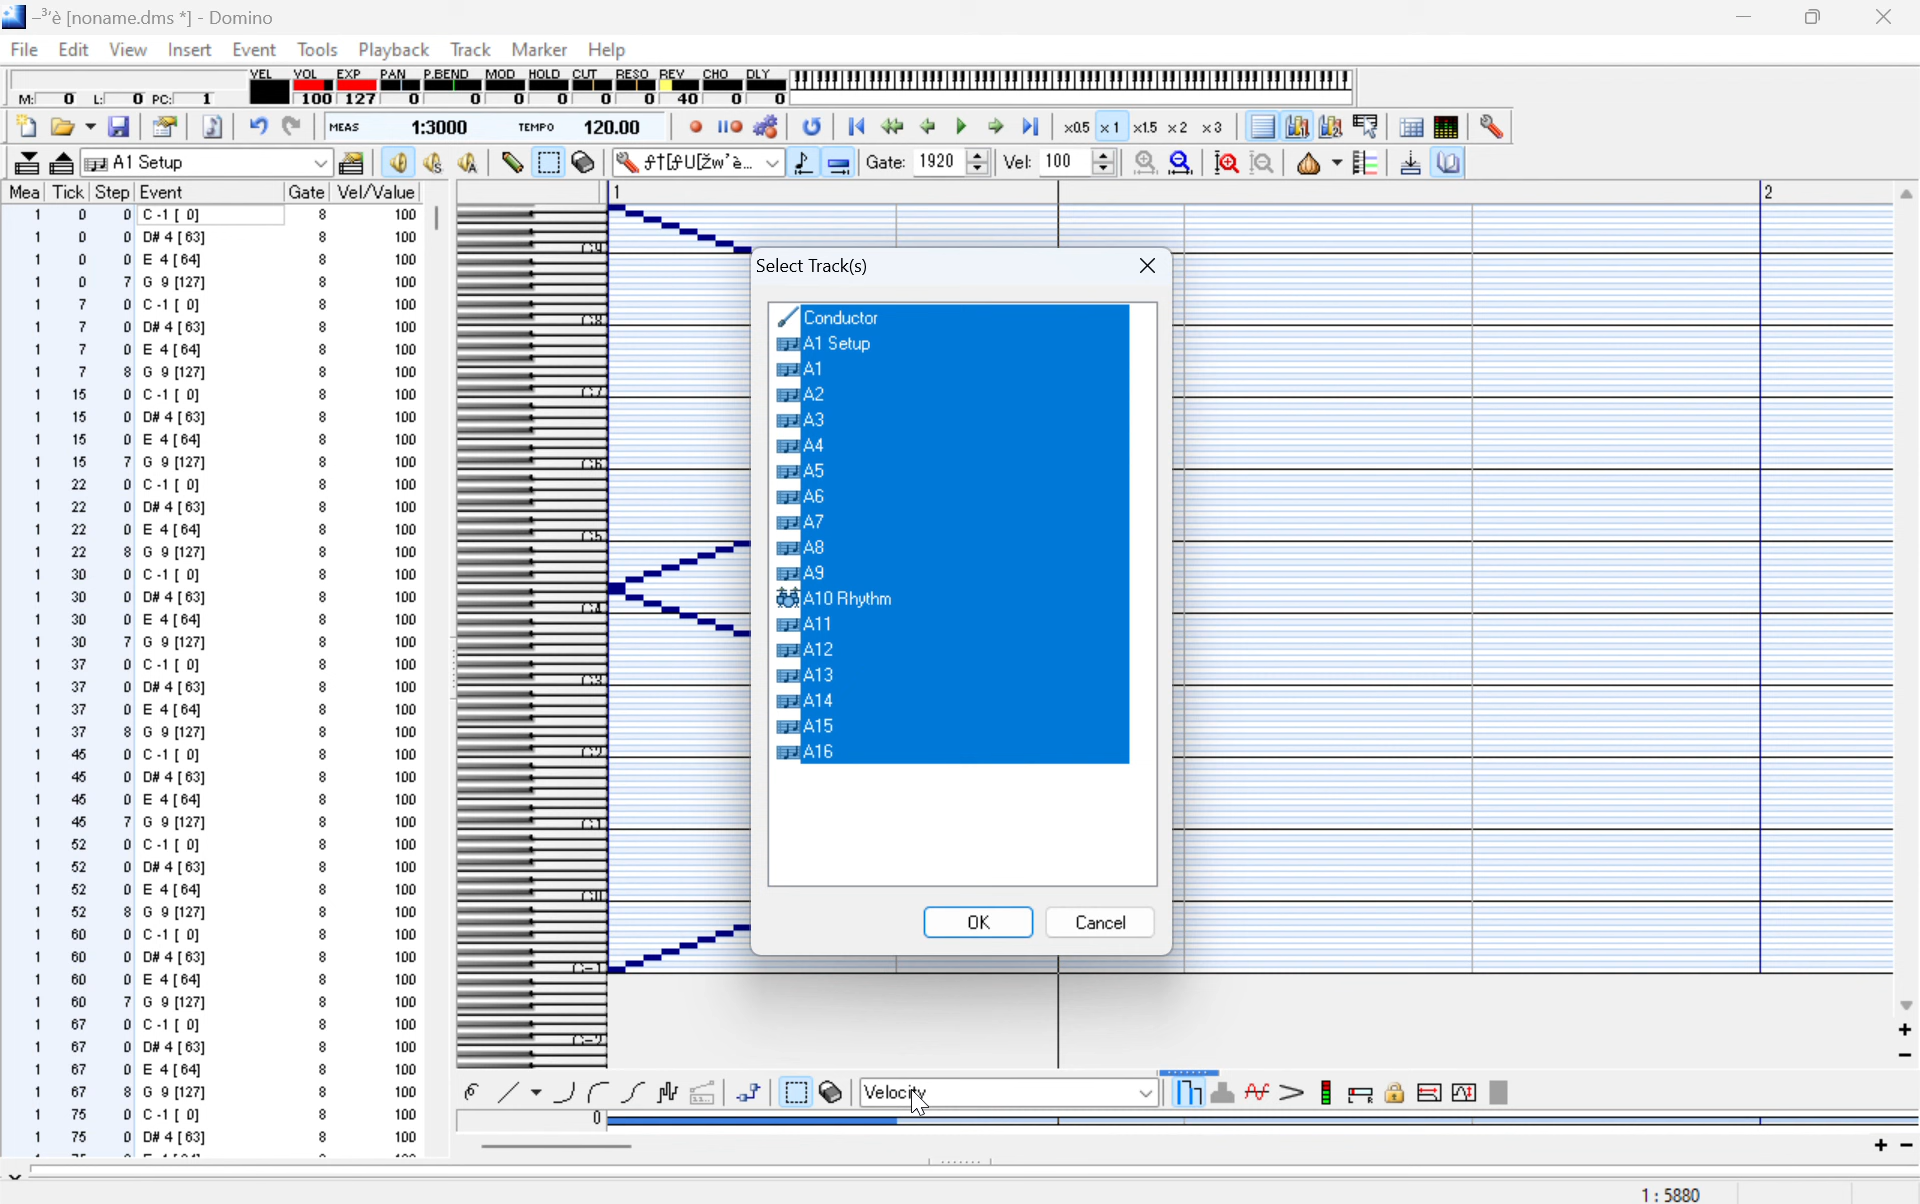 –³'è [noname.dms *] - Domino
File Edit View Insert Event Tools Playback Track Marker Help
VEL VOL EXP PAN P.BEND MOD HOLD CUT RESO REV CHO DLY
M: 0 L: 0 PC: 1 100 127 0 0 0 0 0 0 40 0 0
MEAS 1:3000 TEMPO 120.00 x0.5 x 1 x1.5 x 2 x 3
A1 Setup Gate: 1920 Vel: 100
Mea Tick Step Event Gate Vel/Value 1 2
1 0 0 C -1 [ 0] 8 100
1 0 0 D# 4 [ 63] 8 100
1 0 0 E 4 [ 64] 8 100
1 0 7 G 9 [127] 8 100
1 7 0 C -1 [ 0] 8 100
1 7 0 D# 4 [ 63] 8 100
1 7 0 E 4 [ 64] 8 100
1 7 8 G 9 [127] 8 100
1 15 0 C -1 [ 0] 8 100
1 15 0 D# 4 [ 63] 8 100
1 15 0 E 4 [ 64] 8 100
1 15 7 G 9 [127] 8 100
1 22 0 C -1 [ 0] 8 100
1 22 0 D# 4 [ 63] 8 100
1 22 0 E 4 [ 64] 8 100
1 22 8 G 9 [127] 8 100
1 30 0 C -1 [ 0] 8 100
1 30 0 D# 4 [ 63] 8 100
1 30 0 E 4 [ 64] 8 100
1 30 7 G 9 [127] 8 100
1 37 0 C -1 [ 0] 8 100
1 37 0 D# 4 [ 63] 8 100
1 37 0 E 4 [ 64] 8 100
1 37 8 G 9 [127] 8 100
1 45 0 C -1 [ 0] 8 100
1 45 0 D# 4 [ 63] 8 100
1 45 0 E 4 [ 64] 8 100
1 45 7 G 9 [127] 8 100
1 52 0 C -1 [ 0] 8 100
1 52 0 D# 4 [ 63] 8 100
1 52 0 E 4 [ 64] 8 100
1 52 8 G 9 [127] 8 100
1 60 0 C -1 [ 0] 8 100
1 60 0 D# 4 [ 63] 8 100
1 60 0 E 4 [ 64] 8 100
1 60 7 G 9 [127] 8 100
1 67 0 C -1 [ 0] 8 100
1 67 0 D# 4 [ 63] 8 100
1 67 0 E 4 [ 64] 8 100
1 67 8 G 9 [127] 8 100
1 75 0 C -1 [ 0] 8 100
1 75 0 D# 4 [ 63] 8 100
C9
C8
C7
C6
C5
C4
C3
C2
C1
C0
C-1
C-2
Select Track(s)
Conductor
A1 Setup
A1
A2
A3
A4
A5
A6
A7
A8
A9
A10 Rhythm
A11
A12
A13
A14
A15
A16
OK Cancel
Velocity
0
1 : 5880